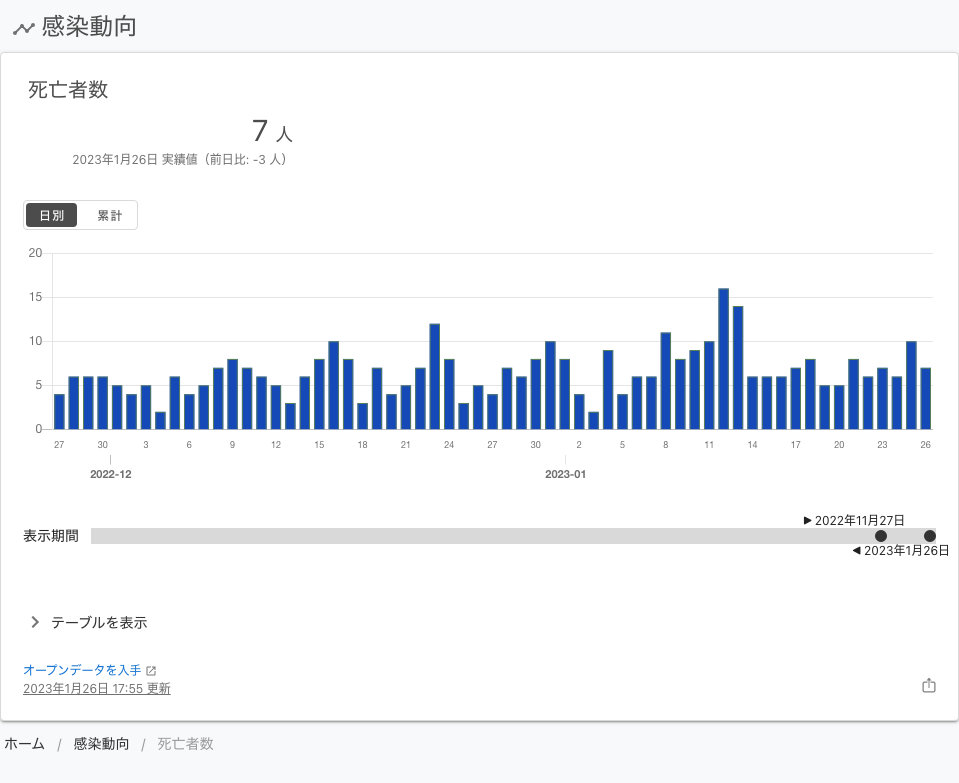 感染動向
死亡者数
7 人
2023年1月26日 実績値（前日比: -3 人）
日別 累計
20
15
10
5
0
27 30 3 6 9 12 15 18 21 24 27 30 2 5 8 11 14 17 20 23 26
2022-12 2023-01
▶ 2022年11月27日
表示期間
◀ 2023年1月26日
テーブルを表示
オープンデータを入手
2023年1月26日 17:55 更新
ホーム / 感染動向 / 死亡者数